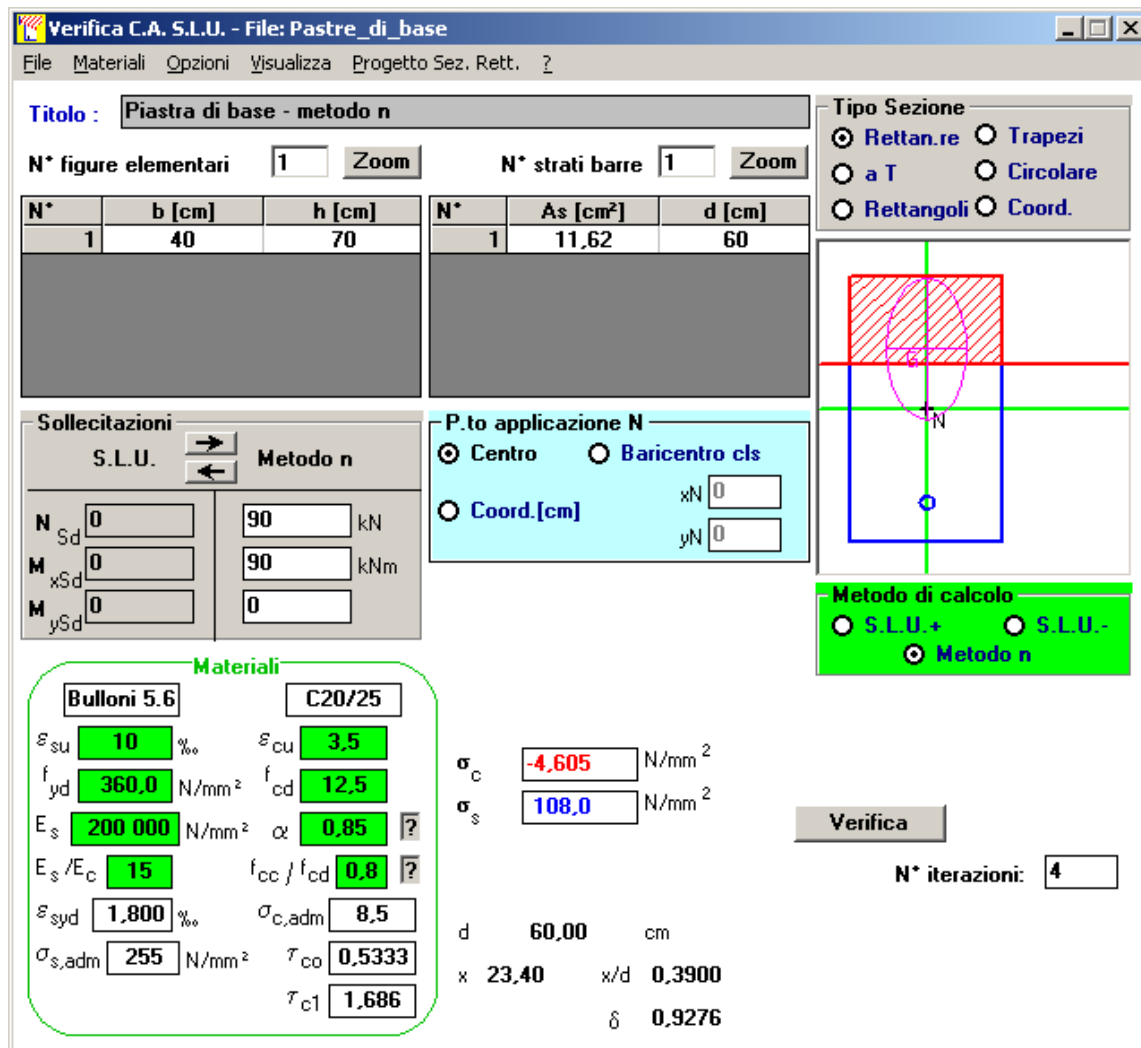 Verifica C.A. S.L.U. - File: Pastre_di_base
File Materiali Opzioni Visualizza Progetto Sez. Rett. ?
Titolo : Piastra di base - metodo n
N° figure elementari 1 Zoom
N° strati barre 1 Zoom
N° b [cm] h [cm]
1 40 70
N° As [cm²] d [cm]
1 11,62 60
Tipo Sezione
Rettan.re Trapezi
a T Circolare
Rettangoli Coord.
G
N
Sollecitazioni
S.L.U. Metodo n
N Sd 0 90 kN
M xSd 0 90 kNm
M ySd 0 0
P.to applicazione N
Centro Baricentro cls
Coord.[cm] xN 0
yN 0
Metodo di calcolo
S.L.U.+ S.L.U.-
Metodo n
Materiali
Bulloni 5.6 C20/25
εsu 10 ‰ εcu 3,5
fyd 360,0 N/mm² fcd 12,5
Es 200 000 N/mm² α 0,85 ?
Es/Ec 15 fcc / fcd 0,8 ?
εsyd 1,800 ‰ σc,adm 8,5
σs,adm 255 N/mm² τco 0,5333
τc1 1,686
σc -4,605 N/mm²
σs 108,0 N/mm²
Verifica
N° iterazioni: 4
d 60,00 cm
x 23,40 x/d 0,3900
δ 0,9276